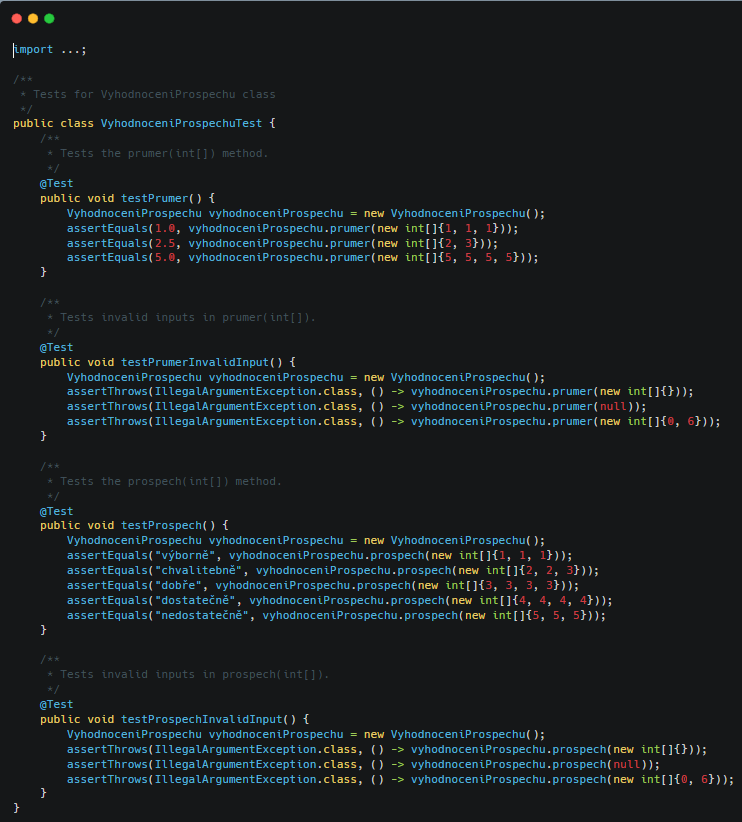 import ...;
/**
 * Tests for VyhodnoceniProspechu class
 */
public class VyhodnoceniProspechuTest {
    /**
     * Tests the prumer(int[]) method.
     */
    @Test
    public void testPrumer() {
        VyhodnoceniProspechu vyhodnoceniProspechu = new VyhodnoceniProspechu();
        assertEquals(1.0, vyhodnoceniProspechu.prumer(new int[]{1, 1, 1}));
        assertEquals(2.5, vyhodnoceniProspechu.prumer(new int[]{2, 3}));
        assertEquals(5.0, vyhodnoceniProspechu.prumer(new int[]{5, 5, 5, 5}));
    }
    /**
     * Tests invalid inputs in prumer(int[]).
     */
    @Test
    public void testPrumerInvalidInput() {
        VyhodnoceniProspechu vyhodnoceniProspechu = new VyhodnoceniProspechu();
        assertThrows(IllegalArgumentException.class, () -> vyhodnoceniProspechu.prumer(new int[]{}));
        assertThrows(IllegalArgumentException.class, () -> vyhodnoceniProspechu.prumer(null));
        assertThrows(IllegalArgumentException.class, () -> vyhodnoceniProspechu.prumer(new int[]{0, 6}));
    }
    /**
     * Tests the prospech(int[]) method.
     */
    @Test
    public void testProspech() {
        VyhodnoceniProspechu vyhodnoceniProspechu = new VyhodnoceniProspechu();
        assertEquals("výborně", vyhodnoceniProspechu.prospech(new int[]{1, 1, 1}));
        assertEquals("chvalitebně", vyhodnoceniProspechu.prospech(new int[]{2, 2, 3}));
        assertEquals("dobře", vyhodnoceniProspechu.prospech(new int[]{3, 3, 3, 3}));
        assertEquals("dostatečně", vyhodnoceniProspechu.prospech(new int[]{4, 4, 4, 4}));
        assertEquals("nedostatečně", vyhodnoceniProspechu.prospech(new int[]{5, 5, 5}));
    }
    /**
     * Tests invalid inputs in prospech(int[]).
     */
    @Test
    public void testProspechInvalidInput() {
        VyhodnoceniProspechu vyhodnoceniProspechu = new VyhodnoceniProspechu();
        assertThrows(IllegalArgumentException.class, () -> vyhodnoceniProspechu.prospech(new int[]{}));
        assertThrows(IllegalArgumentException.class, () -> vyhodnoceniProspechu.prospech(null));
        assertThrows(IllegalArgumentException.class, () -> vyhodnoceniProspechu.prospech(new int[]{0, 6}));
    }
}